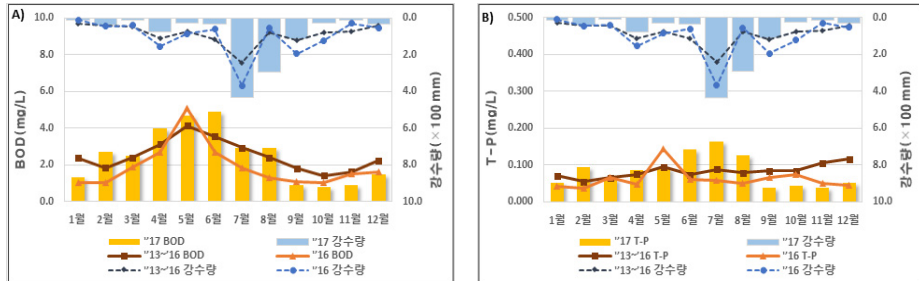 A)
BOD (mg/L)
10.0
8.0
6.0
4.0
2.0
0.0
0.0
2.0
4.0
6.0
8.0
10.0
강수량(×100 mm)
1월 2월 3월 4월 5월 6월 7월 8월 9월 10월 11월 12월
"17 BOD "17 강수량
"13~'16 BOD "16 BOD
"13~'16 강수량 "16 강수량
B)
T-P(mg/L)
0.500
0.400
0.300
0.200
0.100
0.000
0.0
2.0
4.0
6.0
8.0
10.0
강수량(×100 mm)
1월 2월 3월 4월 5월 6월 7월 8월 9월 10월 11월 12월
"17 T-P "17 강수량
"13~'16 T-P "16 T-P
"13~'16 강수량 "16 강수량